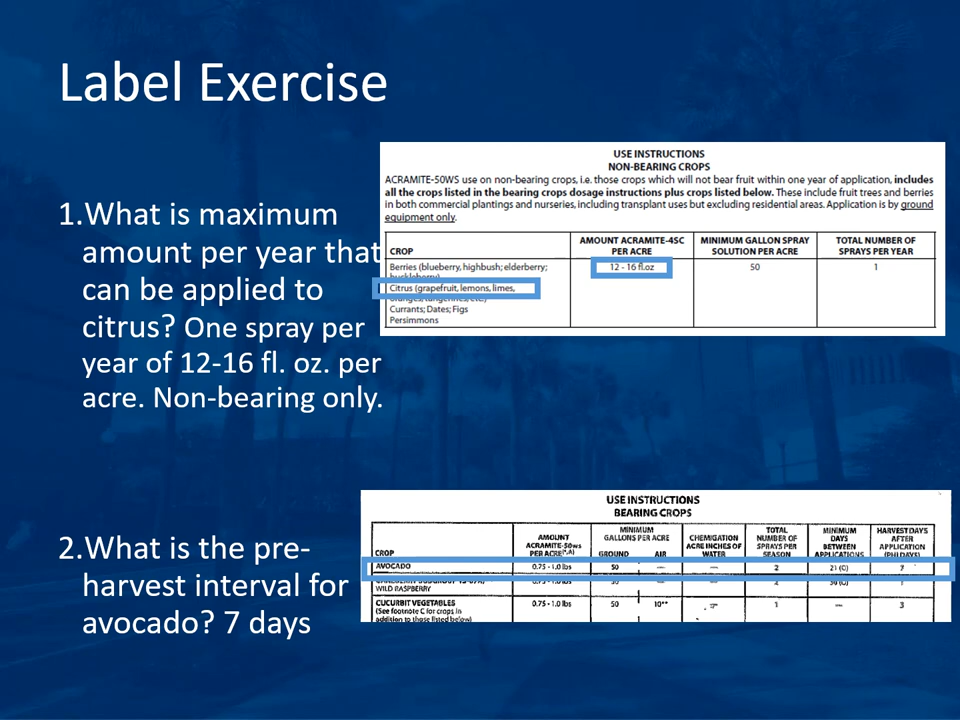 Label Exercise
1.What is maximum
amount per year that
can be applied to
citrus? One spray per
year of 12-16 fl. oz. per
acre. Non-bearing only.
USE INSTRUCTIONS
NON-BEARING CROPS
ACRAMITE-50WS use on non-bearing crops, i.e. those crops which will not bear fruit within one year of application, includes
all the crops listed in the bearing crops dosage instructions plus crops listed below. These include fruit trees and berries
in both commercial plantings and nurseries, including transplant uses but excluding residential areas. Application is by ground
equipment only.
CROP
AMOUNT ACRAMITE-4SC
PER ACRE
MINIMUM GALLON SPRAY
SOLUTION PER ACRE
TOTAL NUMBER OF
SPRAYS PER YEAR
Berries (blueberry, highbush; elderberry;
huckleberry)
12 - 16 fl.oz
50
1
Citrus (grapefruit, lemons, limes,
oranges, tangerines, etc.)
Currants; Dates; Figs
Persimmons
2.What is the pre-
harvest interval for
avocado? 7 days
USE INSTRUCTIONS
BEARING CROPS
CROP
AMOUNT
ACRAMITE-50ws
PER ACRE
MINIMUM
GALLONS PER ACRE
GROUND AIR
CHEMIGATION
ACRE INCHES OF
WATER
TOTAL
NUMBER OF
SPRAYS PER
SEASON
MINIMUM
DAYS
BETWEEN
APPLICATIONS
HARVEST DAYS
AFTER
APPLICATION
(PHI DAYS)
AVOCADO 0.75 - 1.0 lbs 50 — — 2 21 (C) 7
WILD RASPBERRY
CUCURBIT VEGETABLES 0.75 - 1.0 lbs 50 10** 1 — 3
(See footnote C for crops in
addition to those listed below)